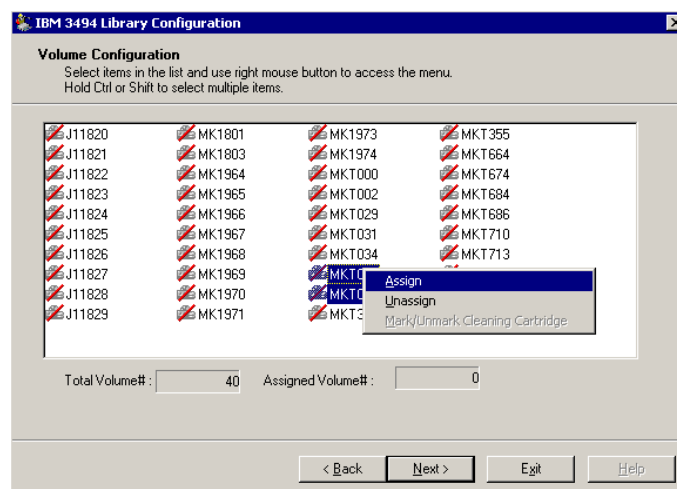 IBM 3494 Library Configuration
Volume Configuration
Select items in the list and use right mouse button to access the menu.
Hold Ctrl or Shift to select multiple items.
J11820 MK1801 MK1973 MKT355
J11821 MK1803 MK1974 MKT664
J11822 MK1964 MKT000 MKT674
J11823 MK1965 MKT002 MKT684
J11824 MK1966 MKT029 MKT686
J11825 MK1967 MKT031 MKT710
J11826 MK1968 MKT034 MKT713
J11827 MK1969
J11828 MK1970
J11829 MK1971
Assign
Unassign
Mark/Unmark Cleaning Cartridge
Total Volume# : 40 Assigned Volume# : 0
< Back Next > Exit Help